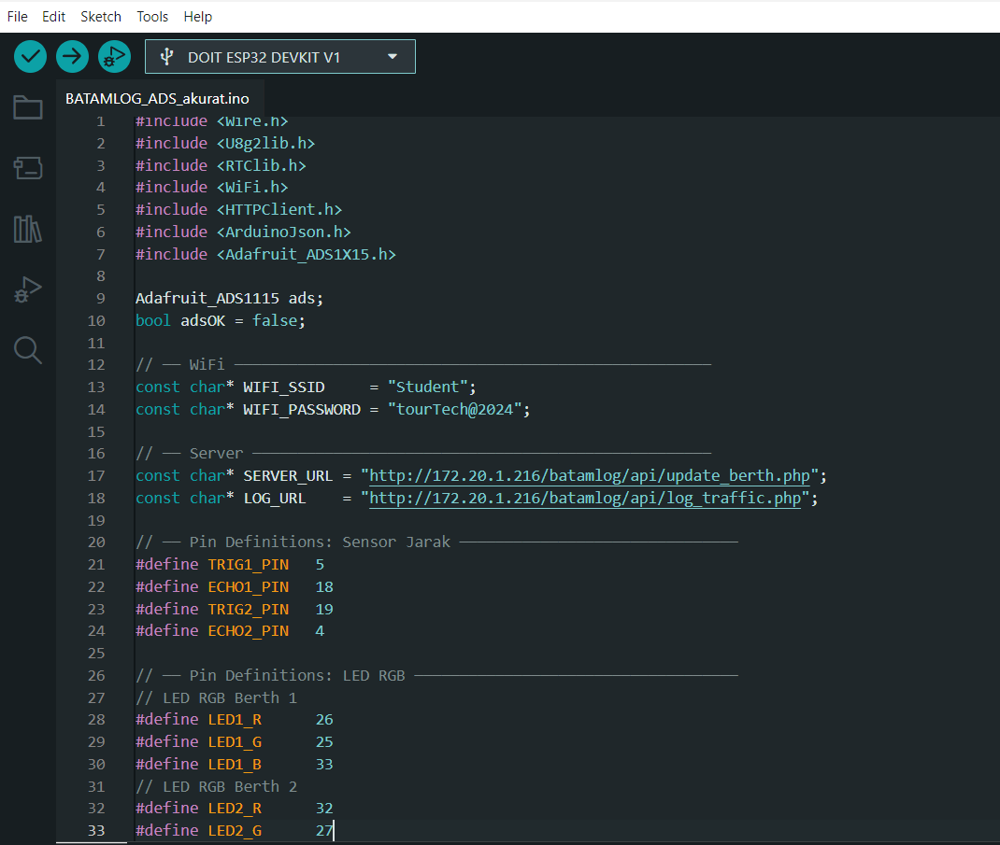 File Edit Sketch Tools Help
DOIT ESP32 DEVKIT V1
BATAMLOG_ADS_akurat.ino
1 #include <Wire.h>
2 #include <U8g2lib.h>
3 #include <RTClib.h>
4 #include <WiFi.h>
5 #include <HTTPClient.h>
6 #include <ArduinoJson.h>
7 #include <Adafruit_ADS1X15.h>
8
9 Adafruit_ADS1115 ads;
10 bool adsOK = false;
11
12 // ── WiFi ─────────────────────────────────────────────────────
13 const char* WIFI_SSID     = "Student";
14 const char* WIFI_PASSWORD = "tourTech@2024";
15
16 // ── Server ───────────────────────────────────────────────────
17 const char* SERVER_URL = "http://172.20.1.216/batamlog/api/update_berth.php";
18 const char* LOG_URL    = "http://172.20.1.216/batamlog/api/log_traffic.php";
19
20 // ── Pin Definitions: Sensor Jarak ───────────────────────────────
21 #define TRIG1_PIN   5
22 #define ECHO1_PIN   18
23 #define TRIG2_PIN   19
24 #define ECHO2_PIN   4
25
26 // ── Pin Definitions: LED RGB ────────────────────────────────────
27 // LED RGB Berth 1
28 #define LED1_R      26
29 #define LED1_G      25
30 #define LED1_B      33
31 // LED RGB Berth 2
32 #define LED2_R      32
33 #define LED2_G      27